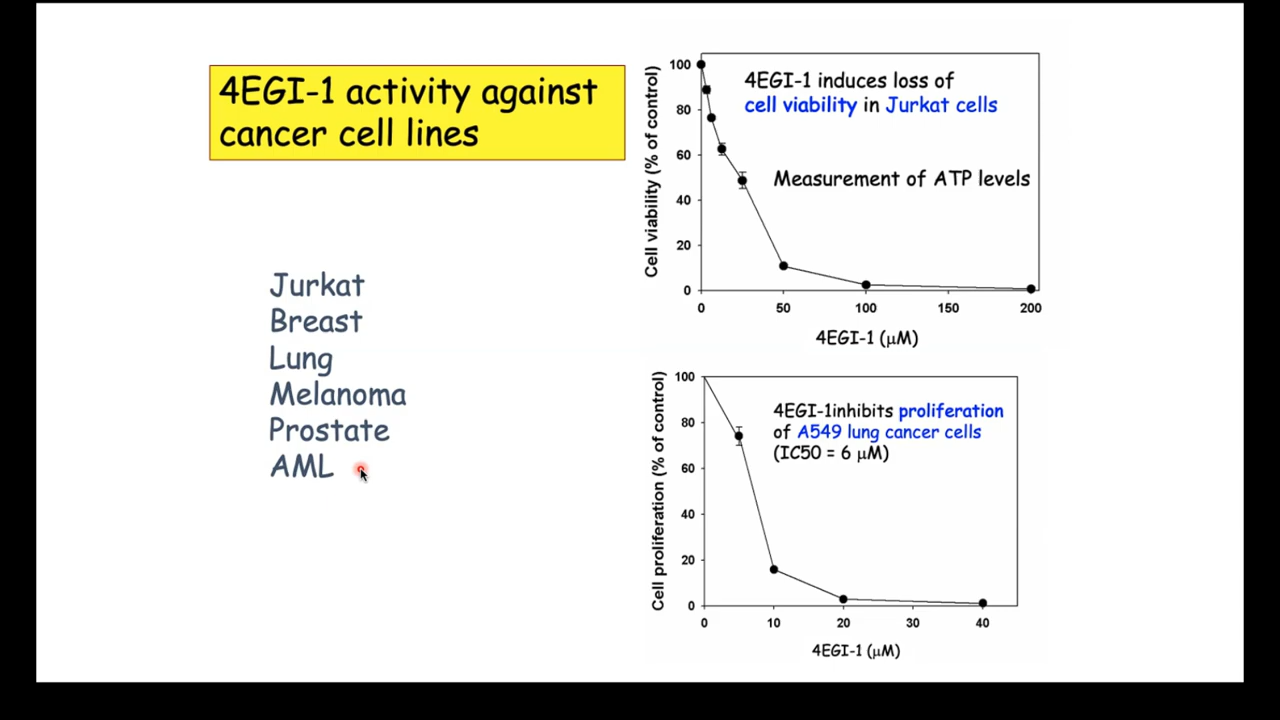 4EGI-1 activity against
cancer cell lines
Jurkat
Breast
Lung
Melanoma
Prostate
AML
4EGI-1 induces loss of
cell viability in Jurkat cells
Measurement of ATP levels
Cell viability (% of control)
100
80
60
40
20
0
0 50 100 150 200
4EGI-1 (μM)
4EGI-1inhibits proliferation
of A549 lung cancer cells
(IC50 = 6 μM)
Cell proliferation (% of control)
100
80
60
40
20
0
0 10 20 30 40
4EGI-1 (μM)